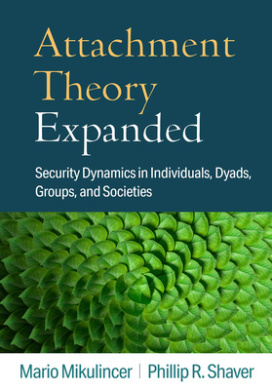 Attachment
Theory
Expanded
Security Dynamics in Individuals, Dyads,
Groups, and Societies
Mario Mikulincer | Phillip R. Shaver